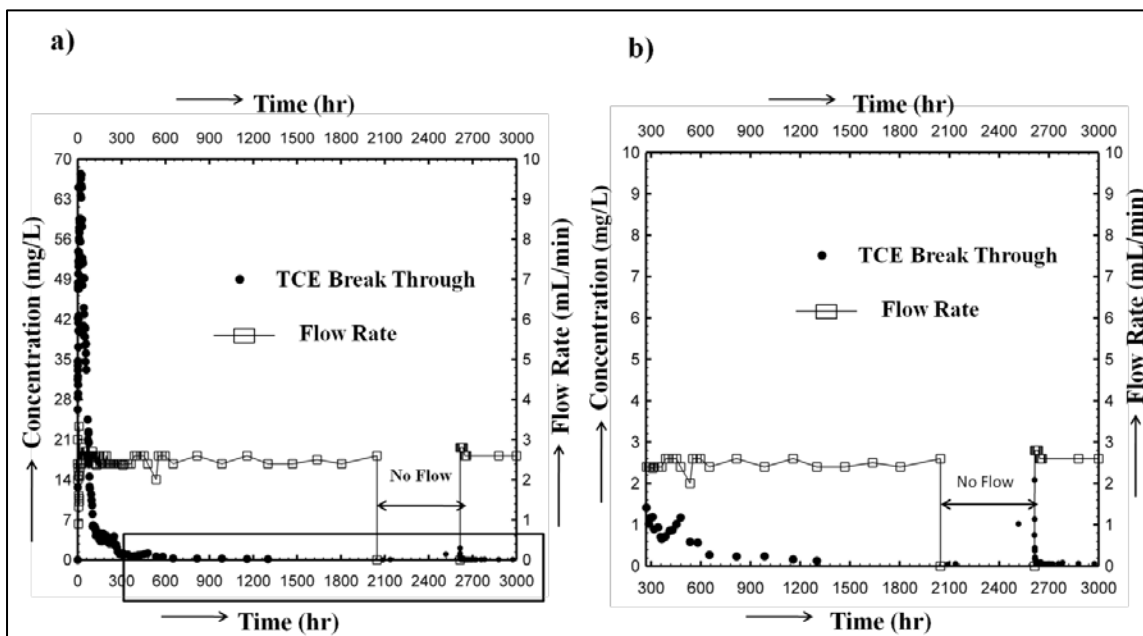 a)
Time (hr)
0 300 600 900 1200 1500 1800 2100 2400 2700 3000
70
63
56
49
42
35
28
21
14
7
0
Concentration (mg/L)
10
9
8
7
6
5
4
3
2
1
0
Flow Rate (mL/min)
TCE Break Through
Flow Rate
No Flow
0 300 600 900 1200 1500 1800 2100 2400 2700 3000
Time (hr)
b)
Time (hr)
300 600 900 1200 1500 1800 2100 2400 2700 3000
10
9
8
7
6
5
4
3
2
1
0
Concentration (mg/L)
10
9
8
7
6
5
4
3
2
1
0
Flow Rate (mL/min)
TCE Break Through
Flow Rate
No Flow
300 600 900 1200 1500 1800 2100 2400 2700 3000
Time (hr)